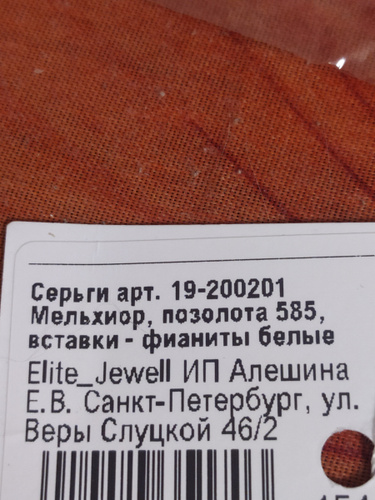 Серьги арт. 19-200201
Мельхиор, позолота 585,
вставки - фианиты белые
Elite_Jewell ИП Алешина
Е.В. Санкт-Петербург, ул.
Веры Слуцкой 46/2